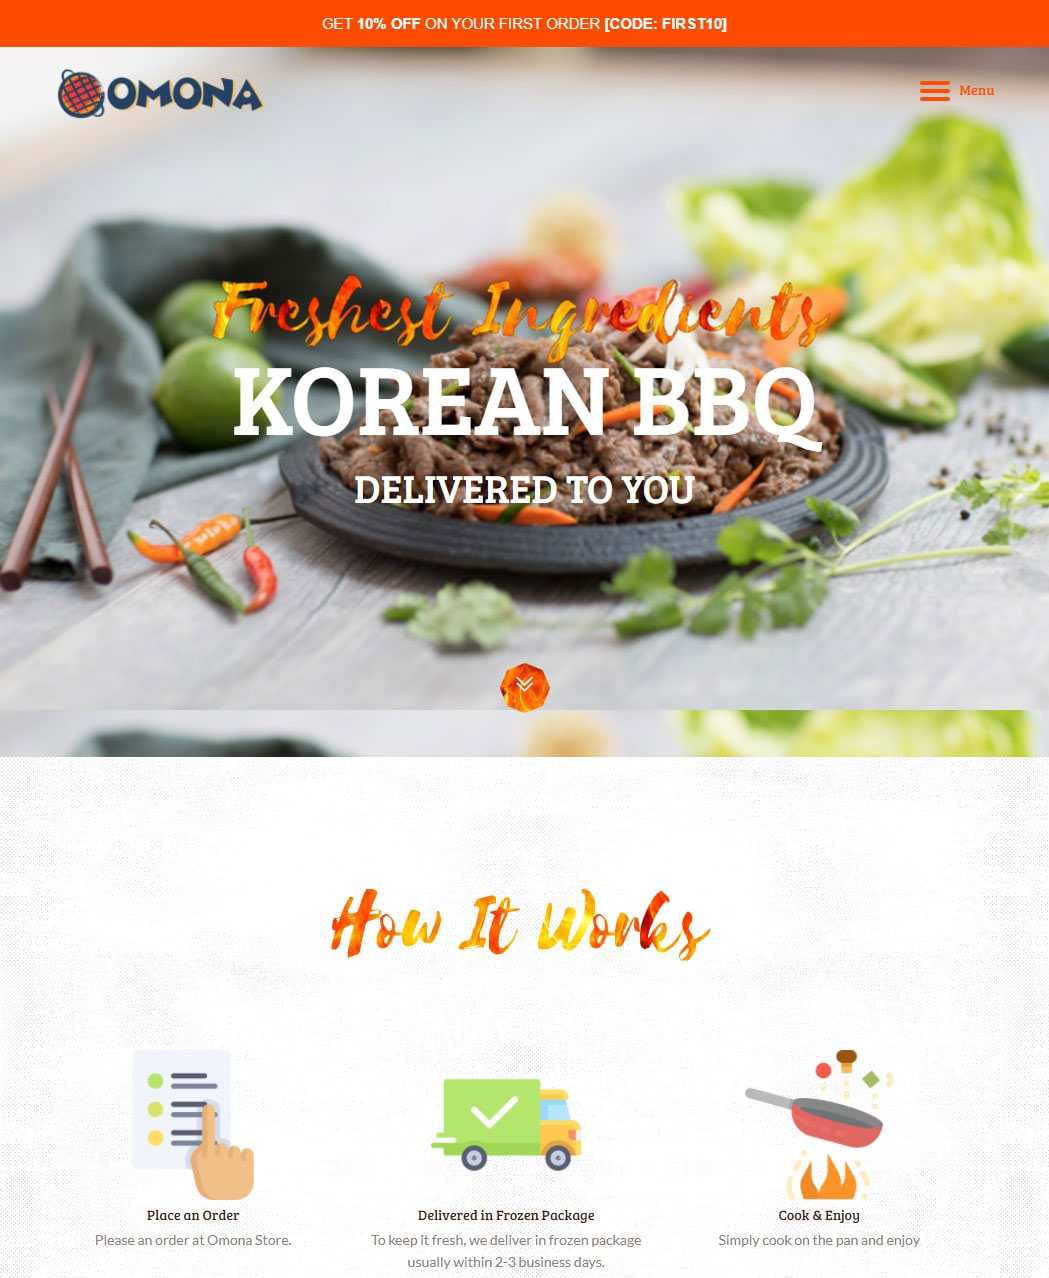 GET 10% OFF ON YOUR FIRST ORDER [CODE: FIRST10]
OMONA
Menu
Freshest Ingredients
KOREAN BBQ
DELIVERED TO YOU
How It Works
Place an Order
Please an order at Omona Store.
Delivered in Frozen Package
To keep it fresh, we deliver in frozen package
usually within 2-3 business days.
Cook & Enjoy
Simply cook on the pan and enjoy